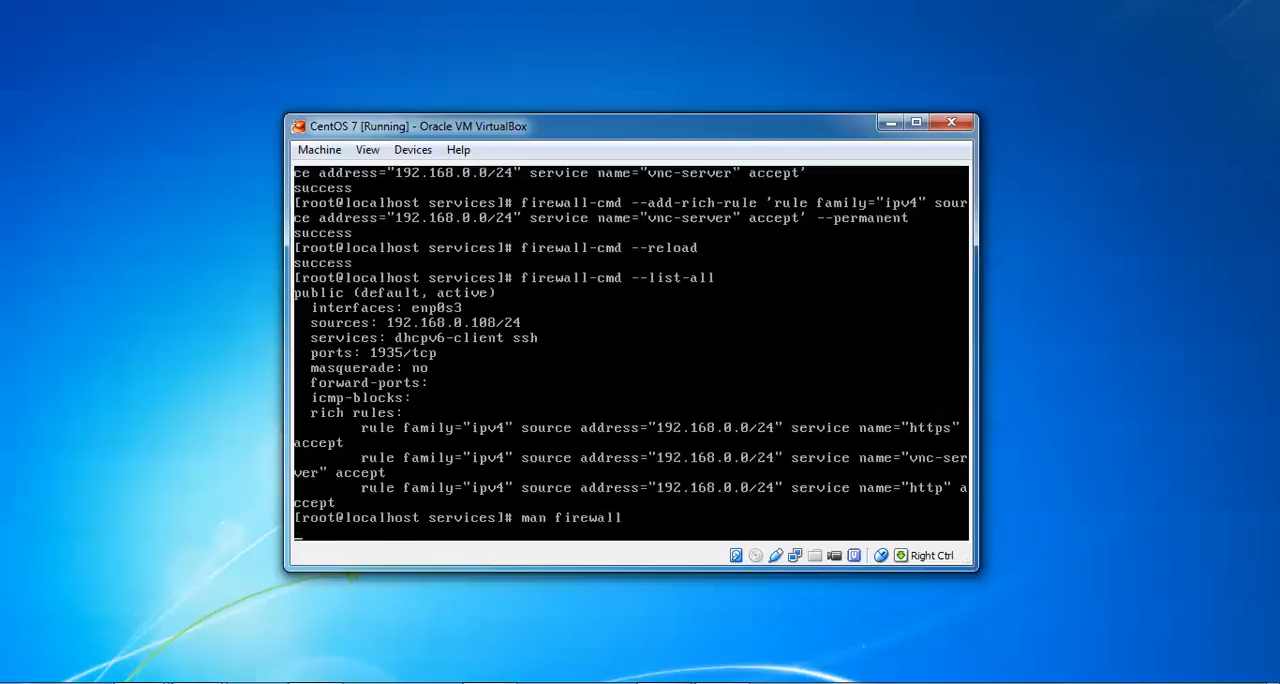 CentOS 7 [Running] - Oracle VM VirtualBox
Machine View Devices Help
ce address="192.168.0.0/24" service name="vnc-server" accept'
success
[root@localhost services]# firewall-cmd --add-rich-rule 'rule family="ipv4" sour
ce address="192.168.0.0/24" service name="vnc-server" accept' --permanent
success
[root@localhost services]# firewall-cmd --reload
success
[root@localhost services]# firewall-cmd --list-all
public (default, active)
  interfaces: enp0s3
  sources: 192.168.0.108/24
  services: dhcpv6-client ssh
  ports: 1935/tcp
  masquerade: no
  forward-ports:
  icmp-blocks:
  rich rules:
        rule family="ipv4" source address="192.168.0.0/24" service name="https"
accept
        rule family="ipv4" source address="192.168.0.0/24" service name="vnc-ser
ver" accept
        rule family="ipv4" source address="192.168.0.0/24" service name="http" a
ccept
[root@localhost services]# man firewall
Right Ctrl